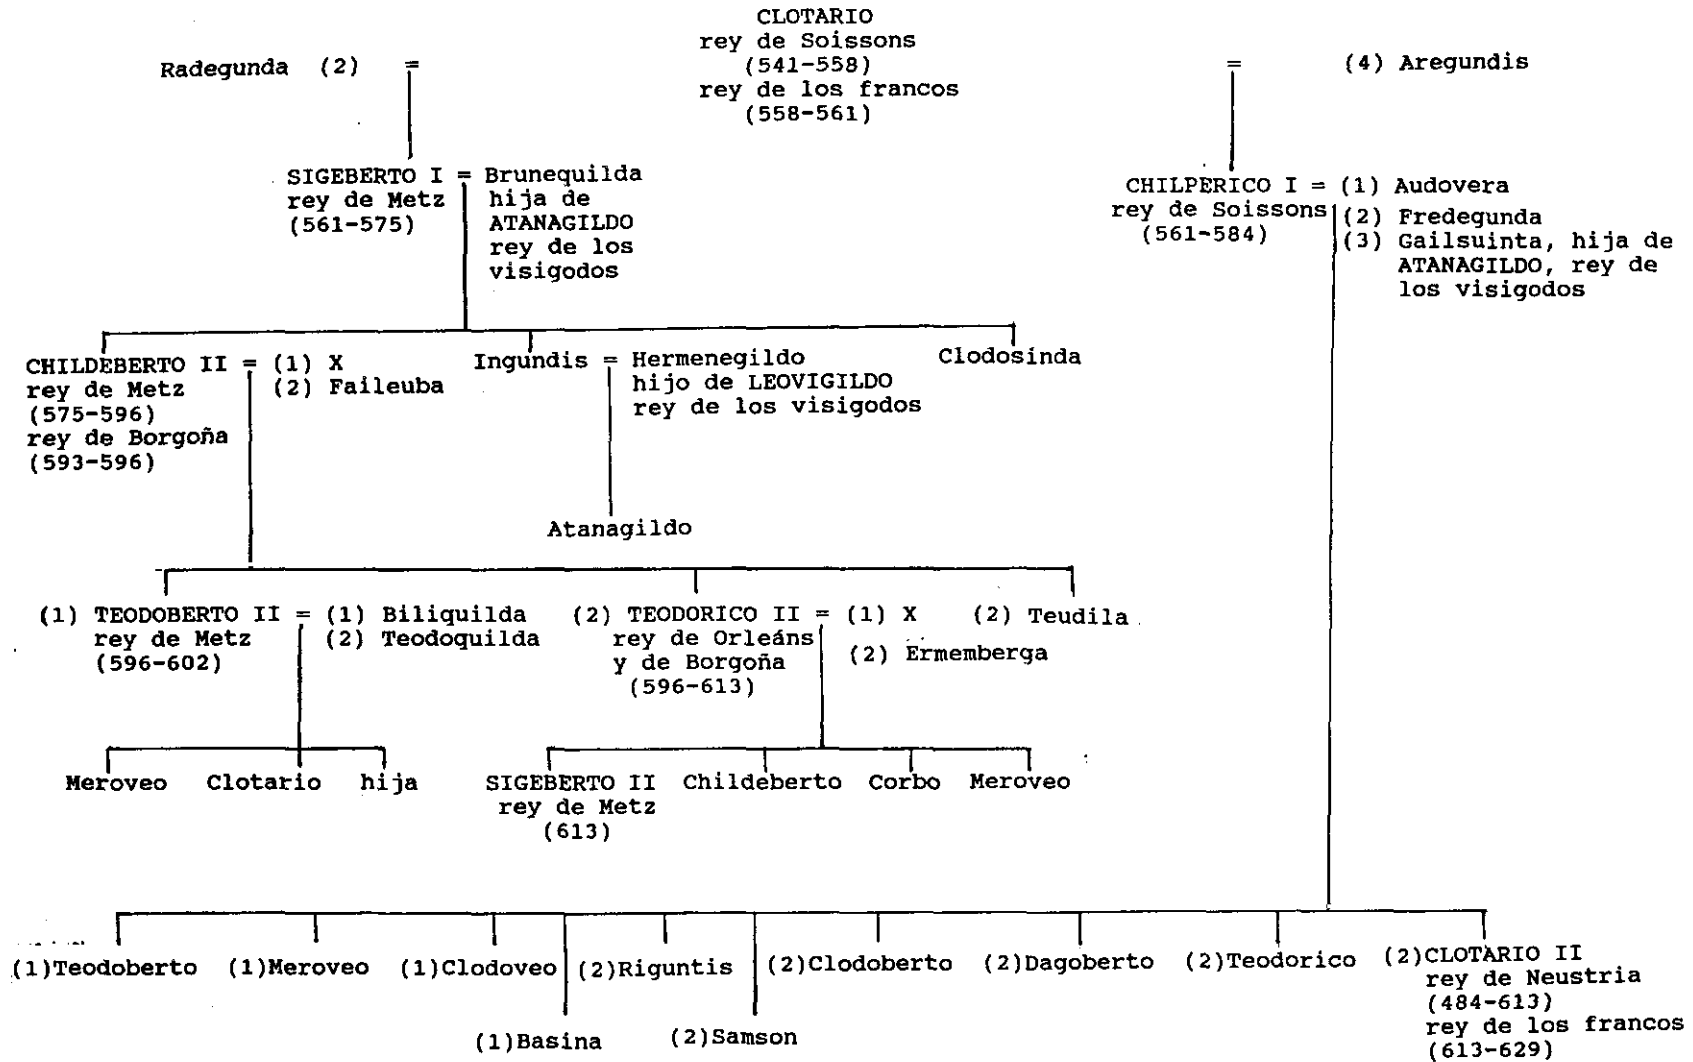 CLOTARIO
rey de Soissons
(541-558)
rey de los francos
(558-561)
Radegunda (2) =
= (4) Aregundis
SIGEBERTO I = Brunequilda
rey de Metz hija de
(561-575) ATANAGILDO
rey de los
visigodos
CHILPERICO I = (1) Audovera
rey de Soissons (2) Fredegunda
(561-584) (3) Gailsuinta, hija de
ATANAGILDO, rey de
los visigodos
CHILDEBERTO II = (1) X
rey de Metz (2) Faileuba
(575-596)
rey de Borgoña
(593-596)
Ingundis = Hermenegildo
hijo de LEOVIGILDO
rey de los visigodos
Clodosinda
Atanagildo
(1) TEODOBERTO II = (1) Biliquilda
rey de Metz (2) Teodoquilda
(596-602)
(2) TEODORICO II = (1) X
rey de Orleáns
y de Borgoña (2) Ermemberga
(596-613)
(2) Teudila
Meroveo Clotario hija
SIGEBERTO II Childeberto Corbo Meroveo
rey de Metz
(613)
(1)Teodoberto (1)Meroveo (1)Clodoveo (2)Riguntis (2)Clodoberto (2)Dagoberto (2)Teodorico (2)CLOTARIO II
rey de Neustria
(484-613)
rey de los francos
(613-629)
(1)Basina (2)Samson